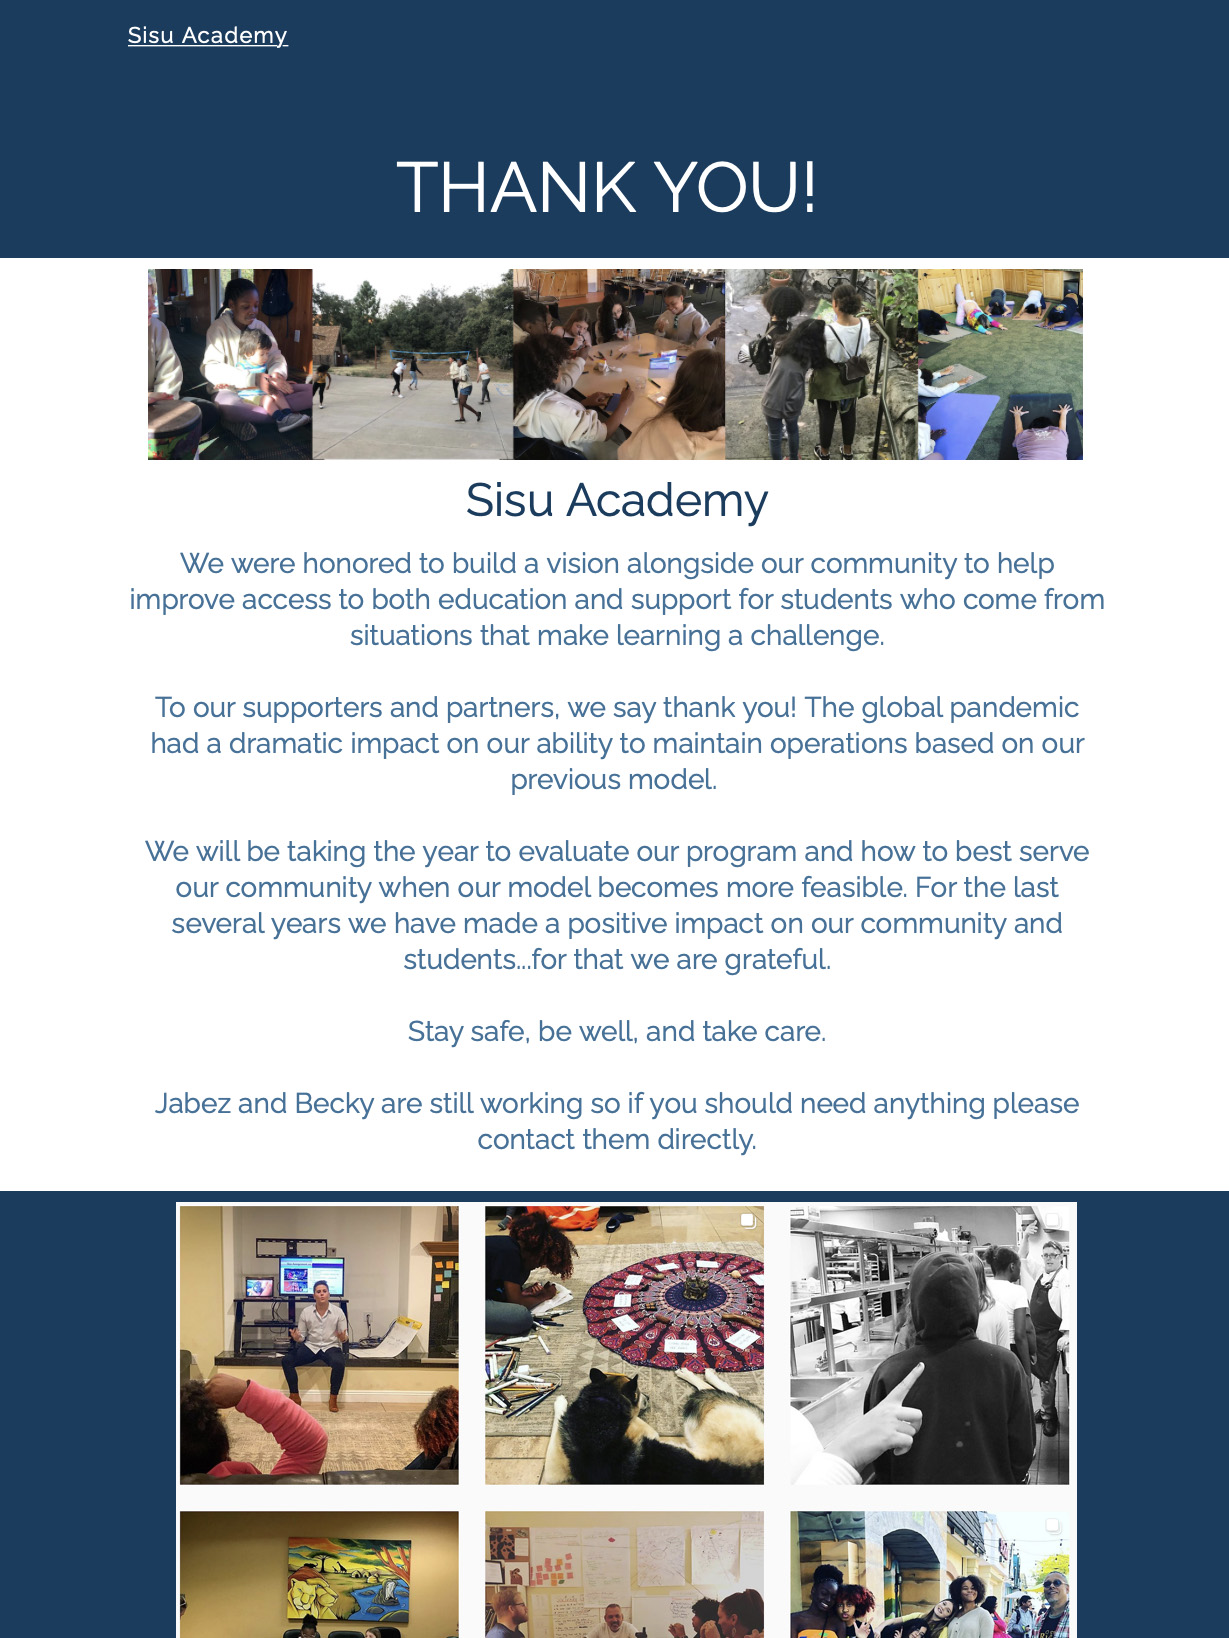 Sisu Academy
THANK YOU!
Sisu Academy
We were honored to build a vision alongside our community to help
improve access to both education and support for students who come from
situations that make learning a challenge.
To our supporters and partners, we say thank you! The global pandemic
had a dramatic impact on our ability to maintain operations based on our
previous model.
We will be taking the year to evaluate our program and how to best serve
our community when our model becomes more feasible. For the last
several years we have made a positive impact on our community and
students...for that we are grateful.
Stay safe, be well, and take care.
Jabez and Becky are still working so if you should need anything please
contact them directly.